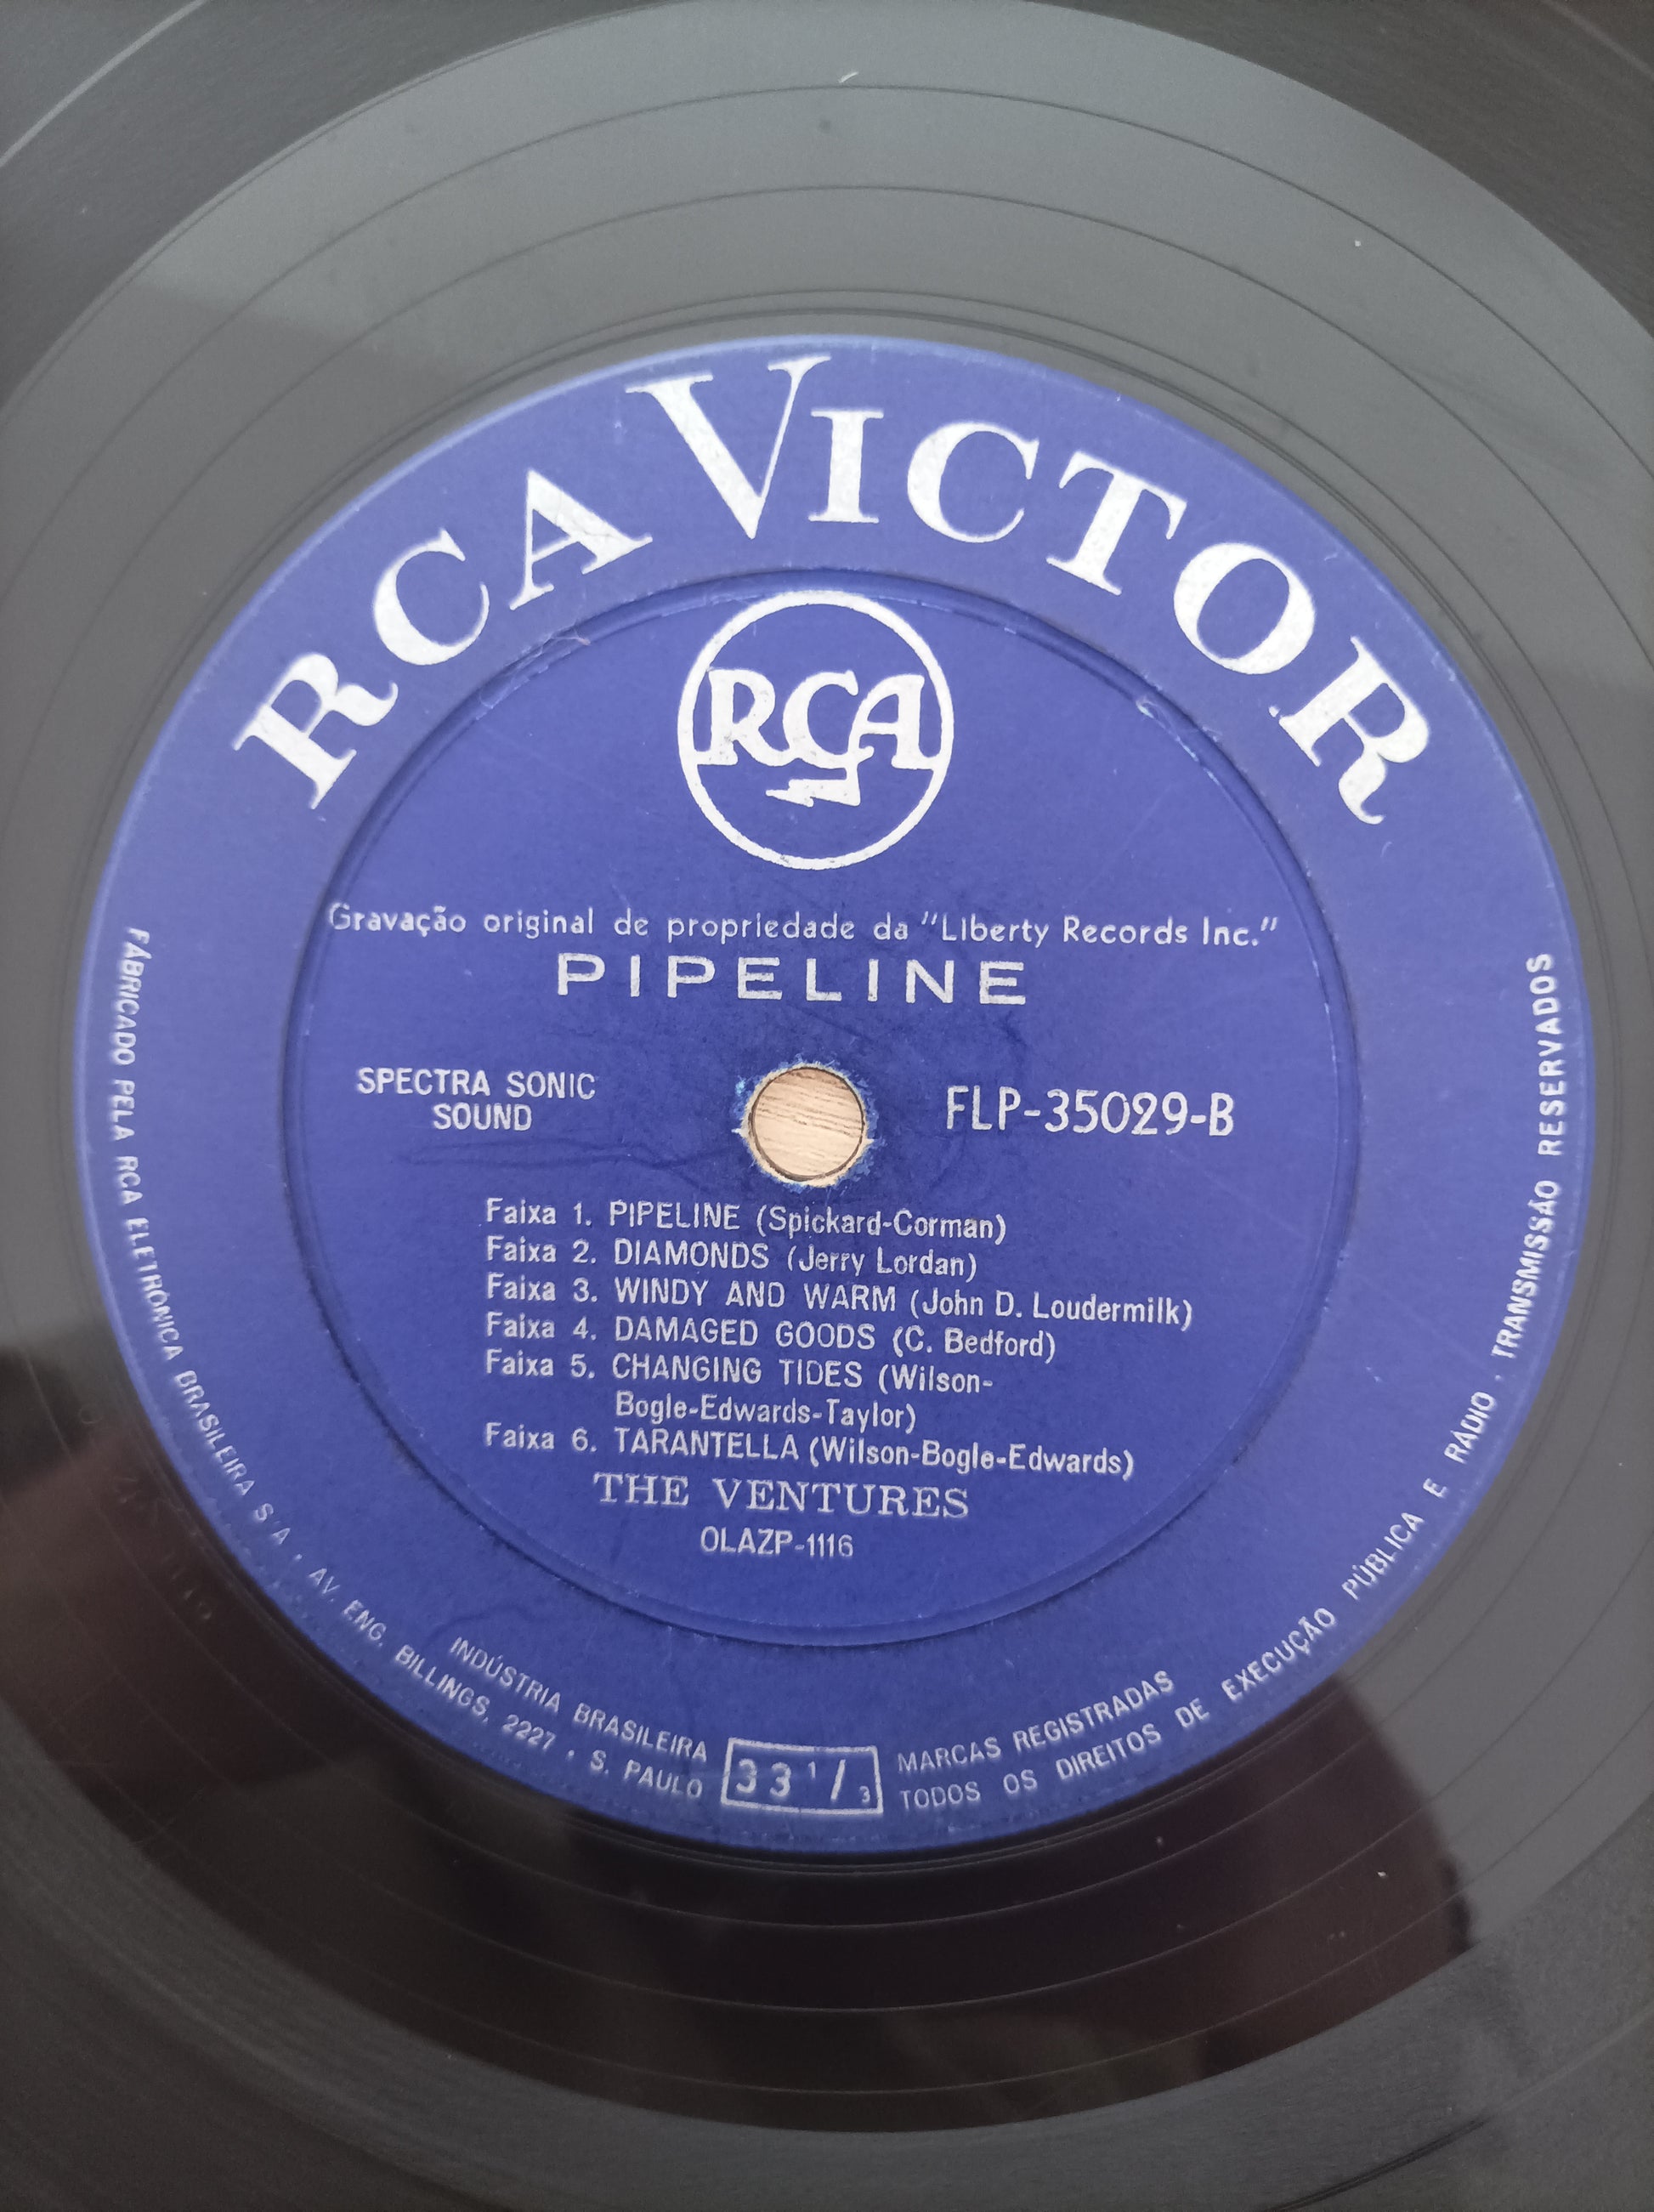 RCA VICTOR
RCA
Gravação original de propriedade da "Liberty Records Inc."
PIPELINE
SPECTRA SONIC
SOUND
FLP-35029-B
Faixa 1. PIPELINE (Spickard-Corman)
Faixa 2. DIAMONDS (Jerry Lordan)
Faixa 3. WINDY AND WARM (John D. Loudermilk)
Faixa 4. DAMAGED GOODS (C. Bedford)
Faixa 5. CHANGING TIDES (Wilson-
Bogle-Edwards-Taylor)
Faixa 6. TARANTELLA (Wilson-Bogle-Edwards)
THE VENTURES
OLAZP-1116
FÁBRICADO PELA RCA ELETRÔNICA BRASILEIRA S/A . AV. ENG. BILLINGS, 2227 . S. PAULO
INDÚSTRIA BRASILEIRA
33 1/3
MARCAS REGISTRADAS
TODOS OS DIREITOS DE EXECUÇÃO PÚBLICA E RÁDIO . TRANSMISSÃO RESERVADOS